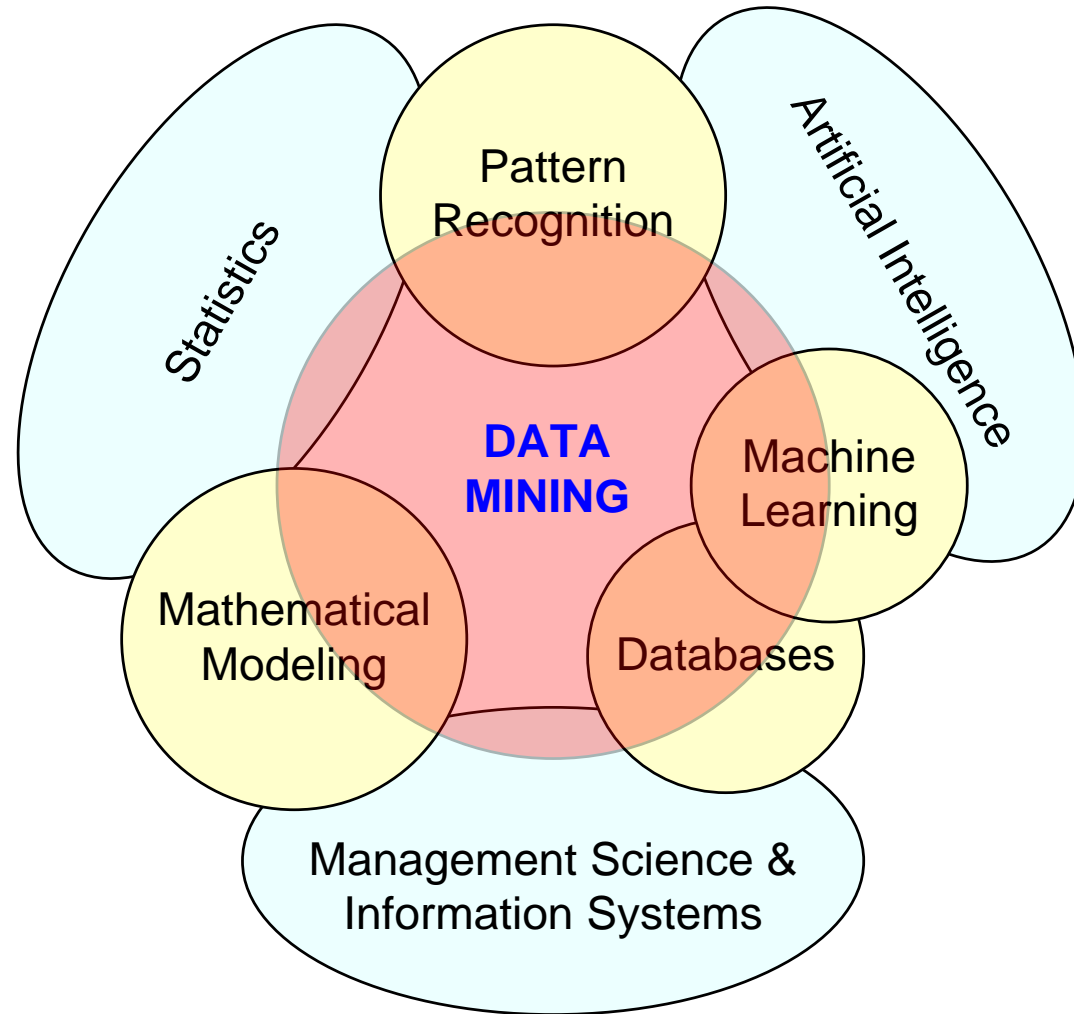 Pattern
Recognition
Statistics
Artificial Intelligence
DATA
MINING
Machine
Learning
Mathematical
Modeling
Databases
Management Science &
Information Systems